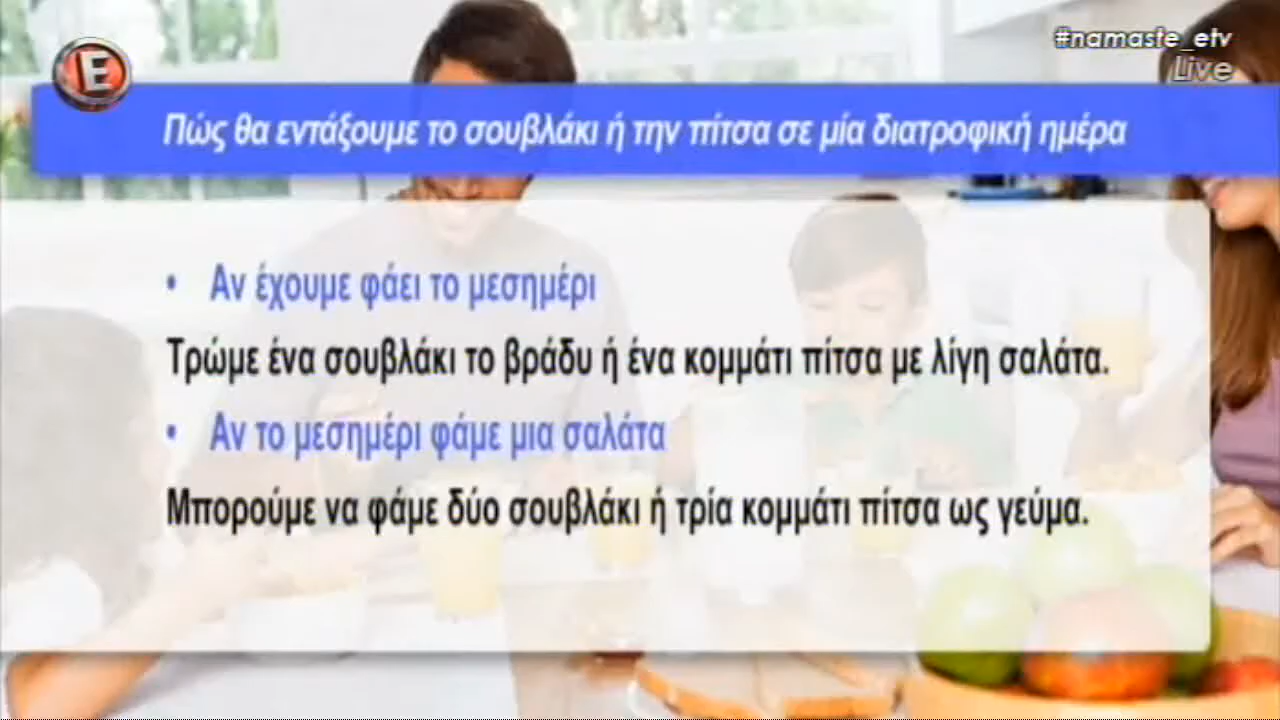 #namaste_etv
E
Live
Πώς θα εντάξουμε το σουβλάκι ή την πίτσα σε μία διατροφική ημέρα
• Αν έχουμε φάει το μεσημέρι
Τρώμε ένα σουβλάκι το βράδυ ή ένα κομμάτι πίτσα με λίγη σαλάτα.
• Αν το μεσημέρι φάμε μια σαλάτα
Μπορούμε να φάμε δύο σουβλάκι ή τρία κομμάτι πίτσα ως γεύμα.